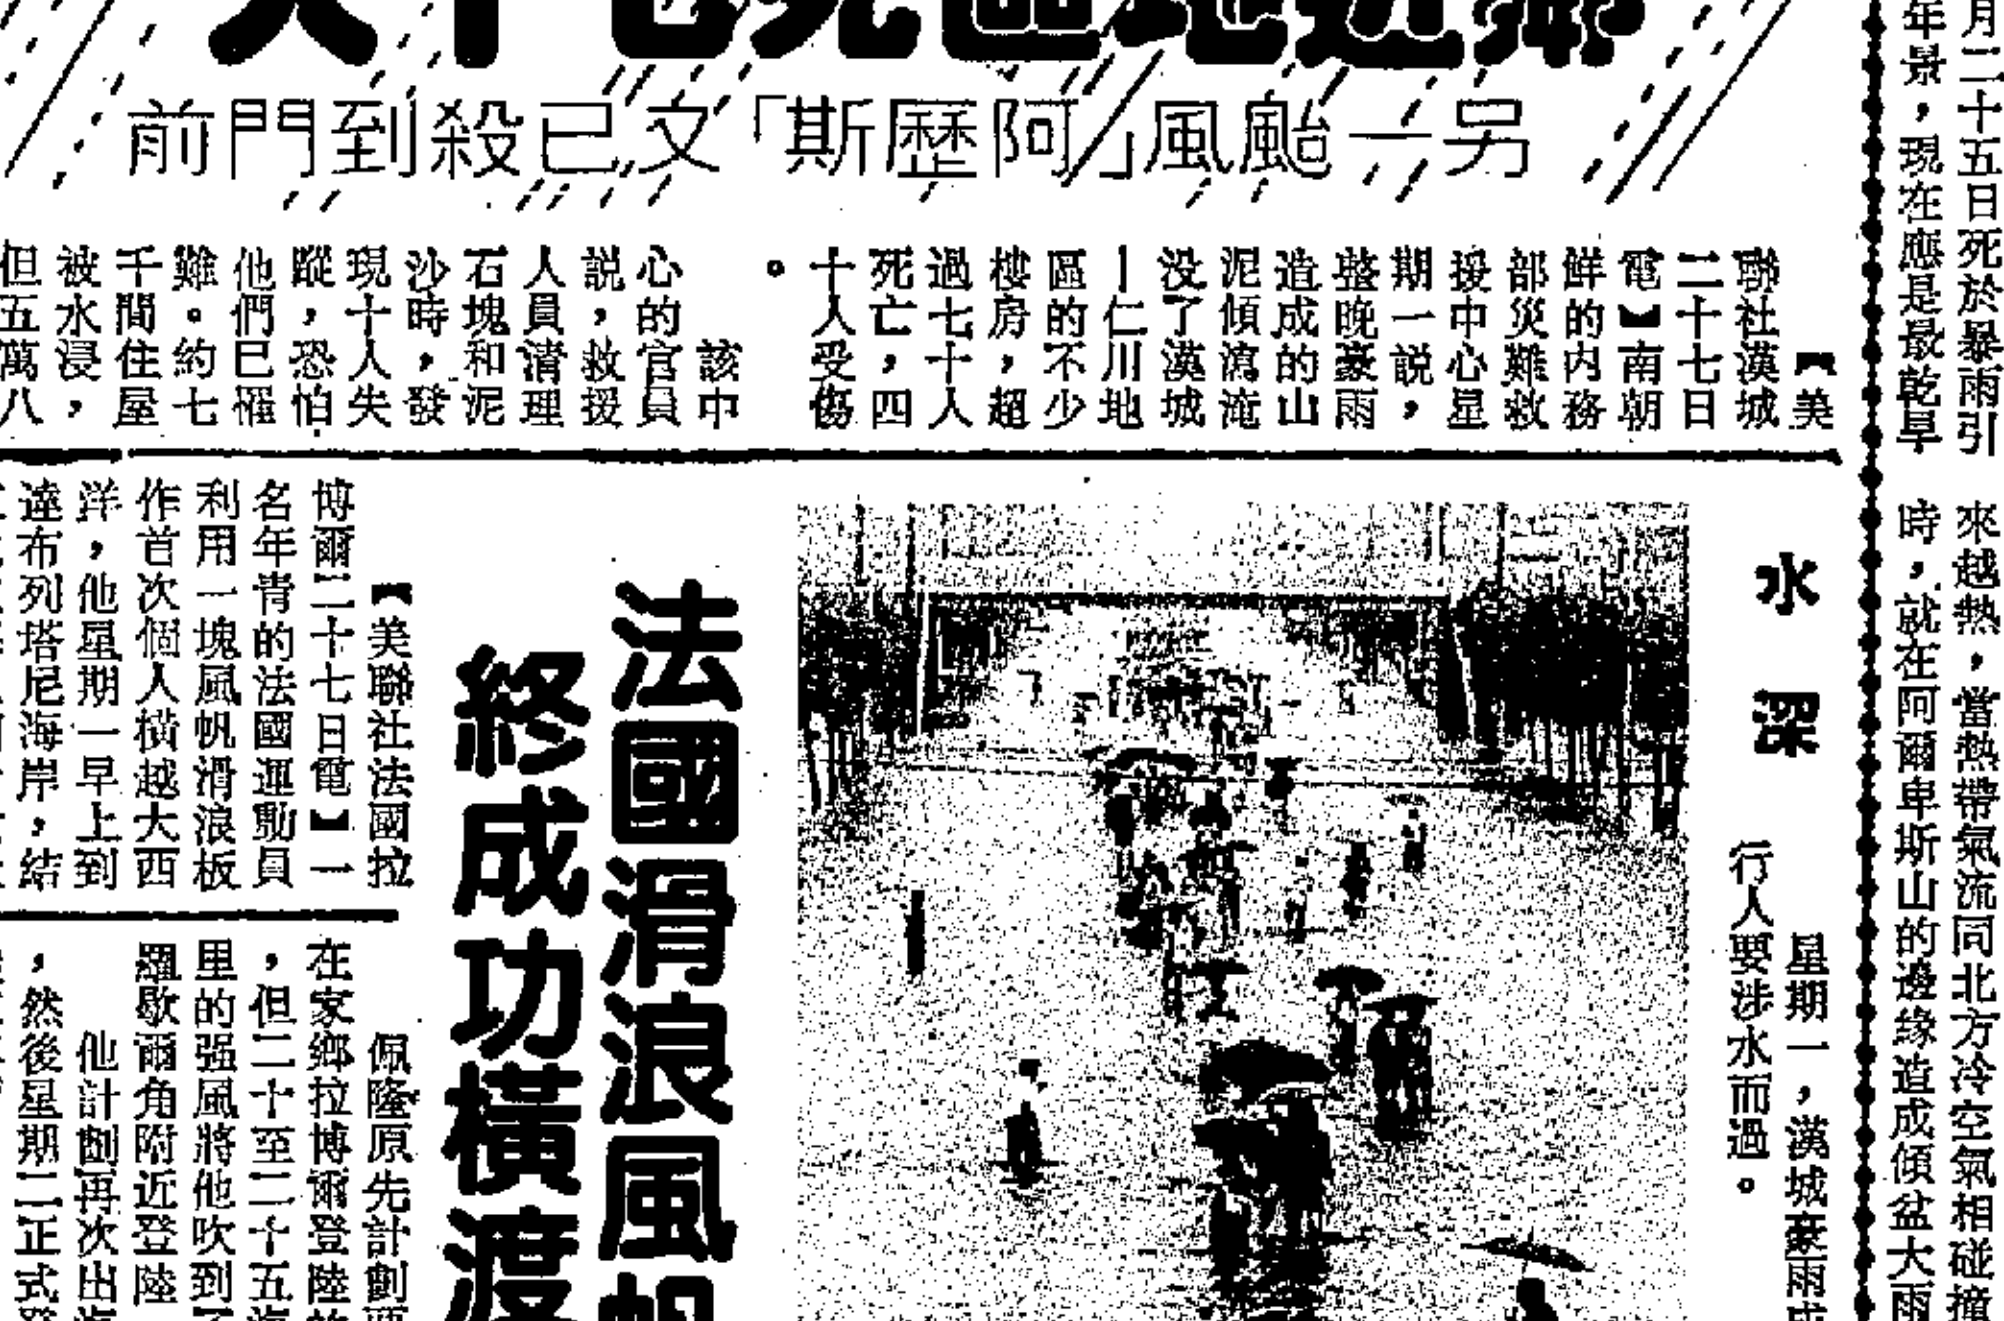 另一颱風「阿歷斯」又已殺到門前
月二十五日死於暴雨引
年景，現在應是最乾旱
來越熱，當熱帶氣流同北方冷空氣相碰撞
時，就在阿爾卑斯山的邊緣造成傾盆大雨
【美
聯社漢城
二十七日
電】南朝
鮮的内務
部災難救
援中心星
期一説，
整晚豪雨
造成的山
泥傾瀉淹
没了漢城
—仁川地
區的不少
樓房，超
過七十人
死亡，四
十人受傷
。
該中
心的官員
説，救援
人員清理
石塊和泥
沙時，發
現十人失
蹤，恐怕
他們已罹
難。約七
千間住屋
被水浸，
但五萬八
水深
星期一，漢城豪雨成
行人要涉水而過。
法國滑浪風帆
終成功橫渡
【美聯社法國拉
博爾二十七日電】一
名年青的法國運動員
利用一塊風帆滑浪板
作首次個人橫越大西
洋，他星期一早上到
達布列塔尼海岸，結
佩隆原先計劃要
在家鄉拉博爾登陸
，但二十至二十五海
里的强風將他吹到
羅歇爾角附近登陸
他計劃再次出海
，然後星期二正式登